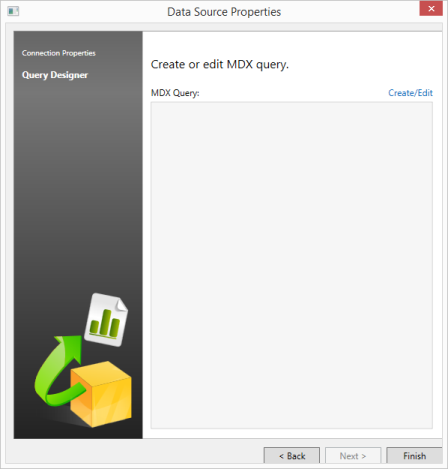 Data Source Properties
Connection Properties
Query Designer
Create or edit MDX query.
MDX Query: Create/Edit
< Back Next > Finish